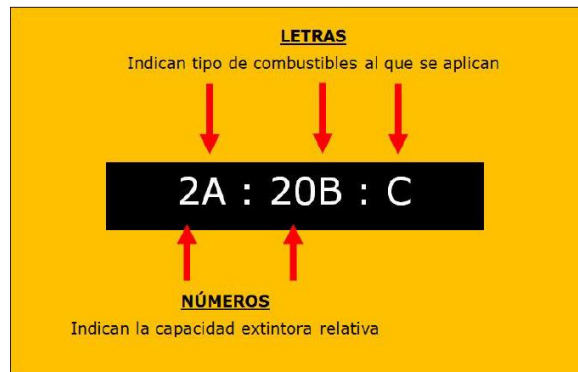 LETRAS
Indican tipo de combustibles al que se aplican
2A : 20B : C
NÚMEROS
Indican la capacidad extintora relativa